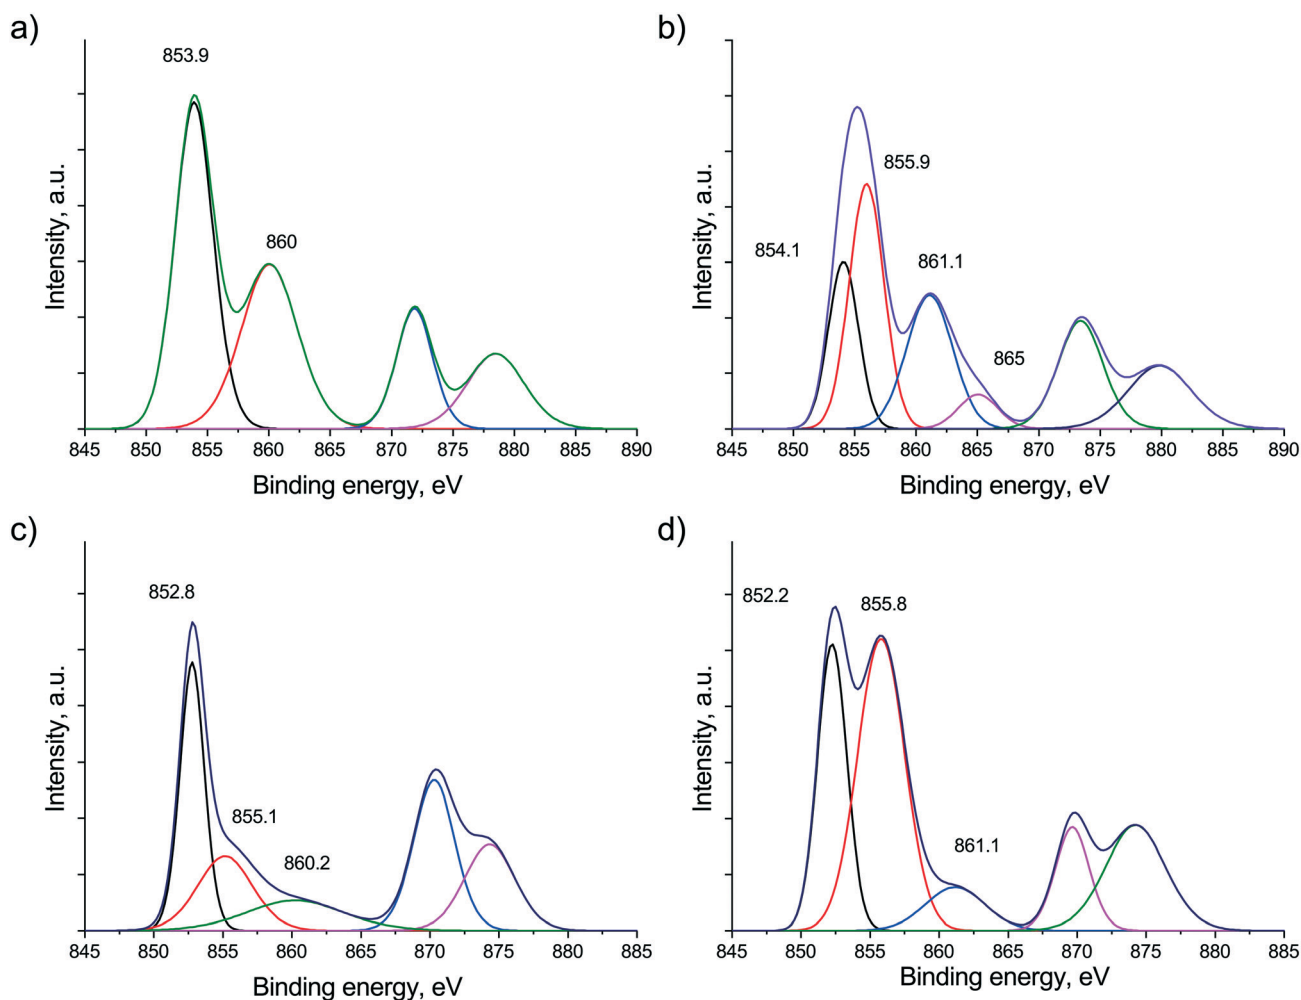 a)
853.9
860
Intensity, a.u.
845 850 855 860 865 870 875 880 885 890
Binding energy, eV
b)
855.9
854.1
861.1
865
Intensity, a.u.
845 850 855 860 865 870 875 880 885 890
Binding energy, eV
c)
852.8
855.1
860.2
Intensity, a.u.
845 850 855 860 865 870 875 880 885
Binding energy, eV
d)
852.2
855.8
861.1
Intensity, a.u.
845 850 855 860 865 870 875 880 885
Binding energy, eV